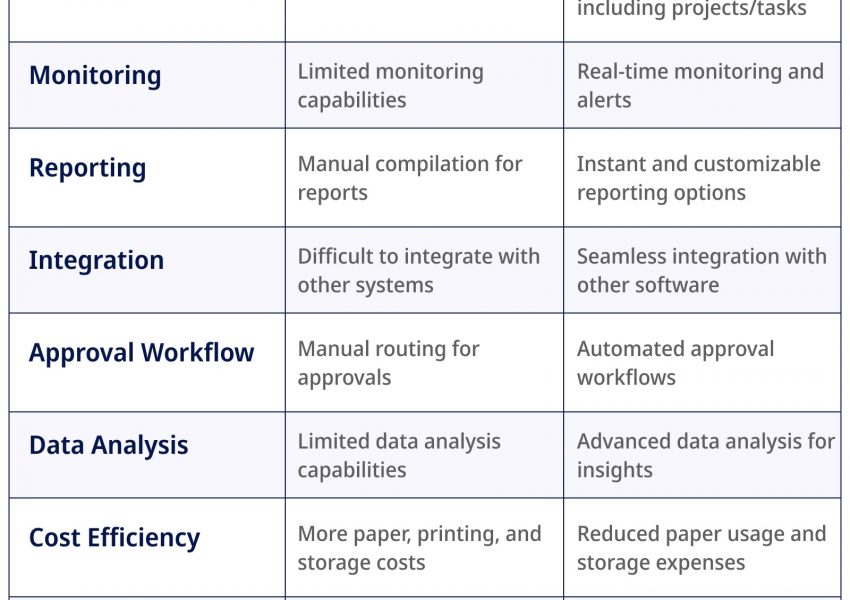 including projects/tasks
Monitoring
Limited monitoring
capabilities
Real-time monitoring and
alerts
Reporting
Manual compilation for
reports
Instant and customizable
reporting options
Integration
Difficult to integrate with
other systems
Seamless integration with
other software
Approval Workflow
Manual routing for
approvals
Automated approval
workflows
Data Analysis
Limited data analysis
capabilities
Advanced data analysis for
insights
Cost Efficiency
More paper, printing, and
storage costs
Reduced paper usage and
storage expenses